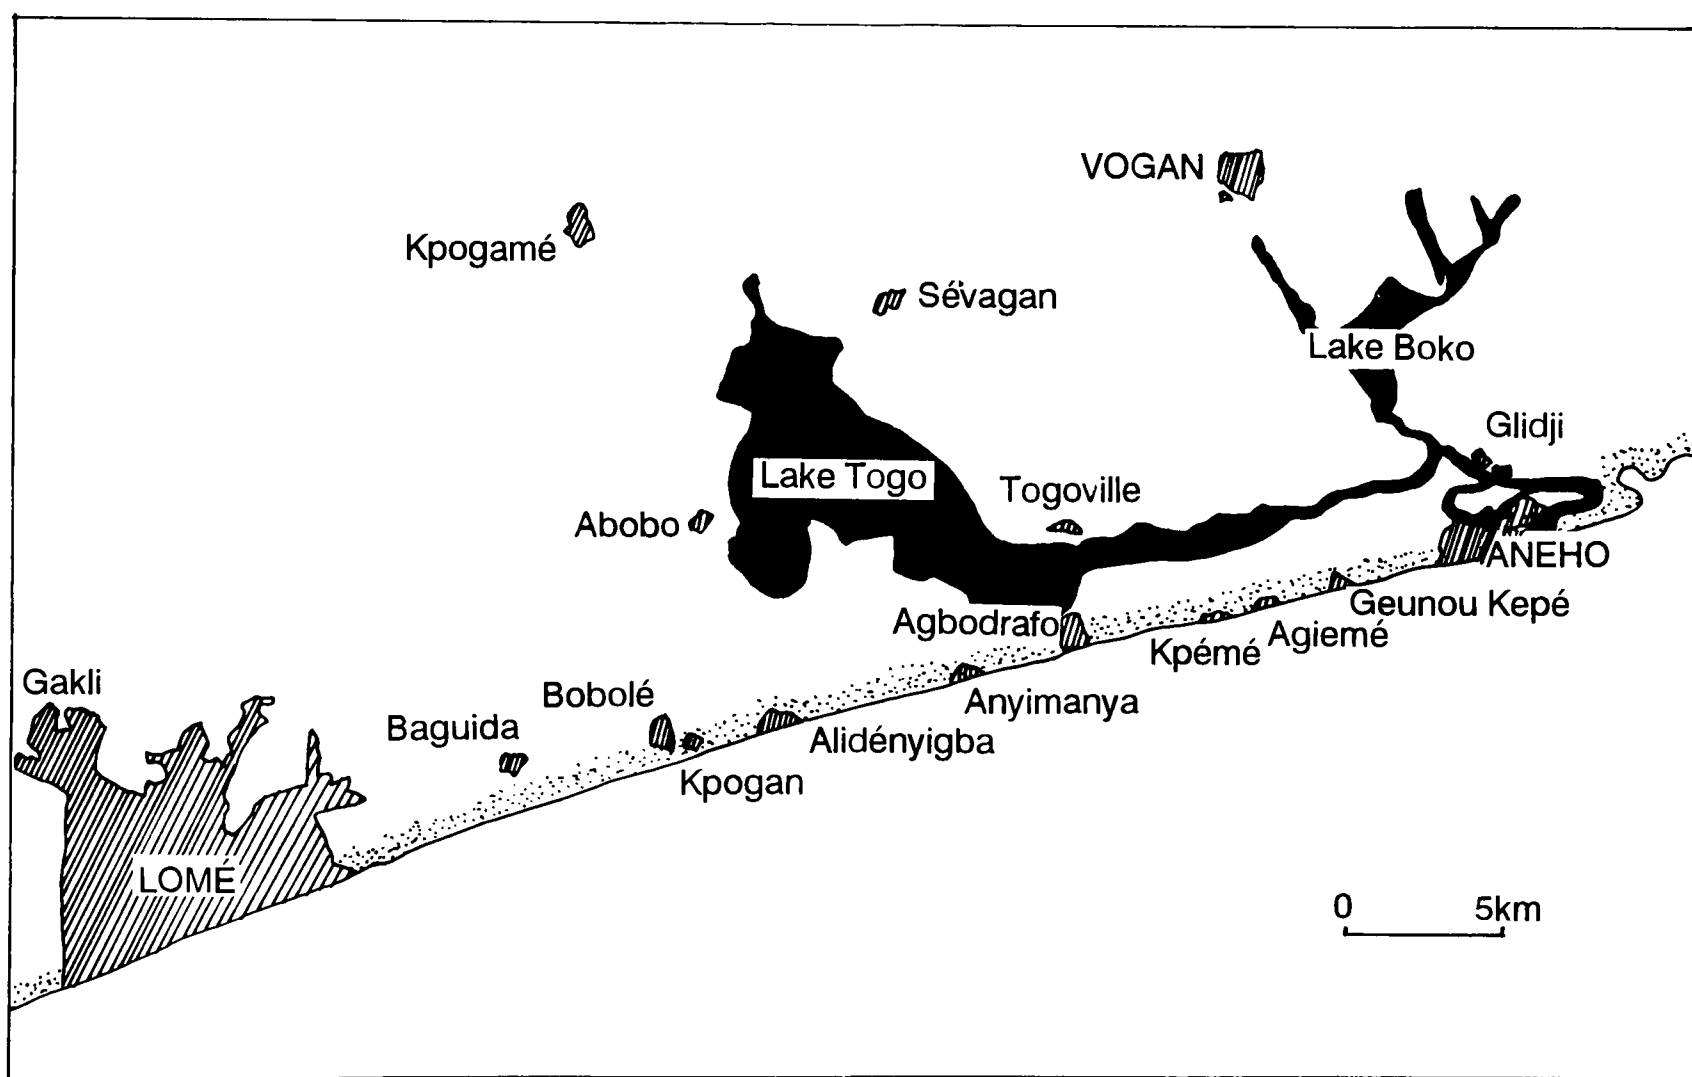 VOGAN
Kpogamé
Sévagan
Lake Boko
Glidji
Lake Togo
Togoville
Abobo
ANEHO
Geunou Kepé
Agbodrafo
Agiemé
Kpémé
Gakli
Bobolé
Anyimanya
Baguida
Alidényigba
Kpogan
LOMÉ
0 5km